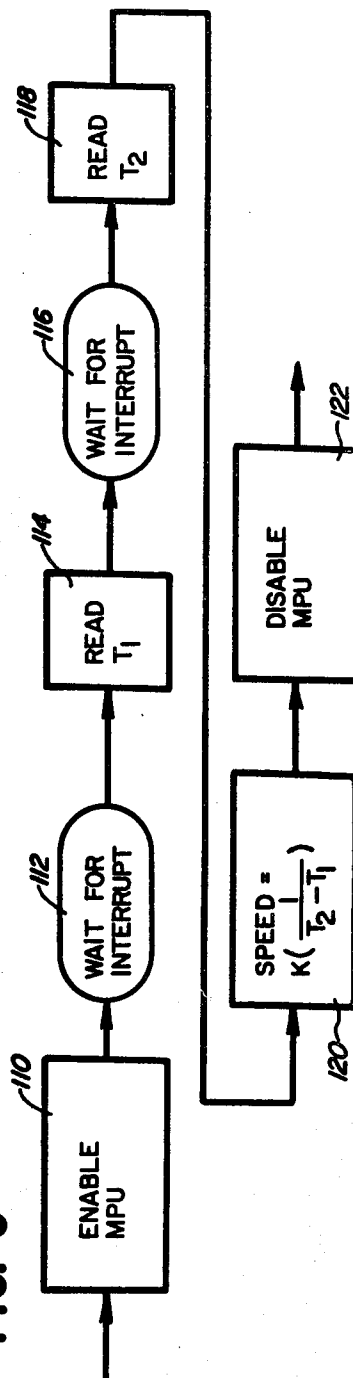 110
ENABLE
MPU
112
WAIT FOR
INTERRUPT
114
READ
T1
116
WAIT FOR
INTERRUPT
118
READ
T2
SPEED =
K(1/T2-T1)
120
DISABLE
MPU
122